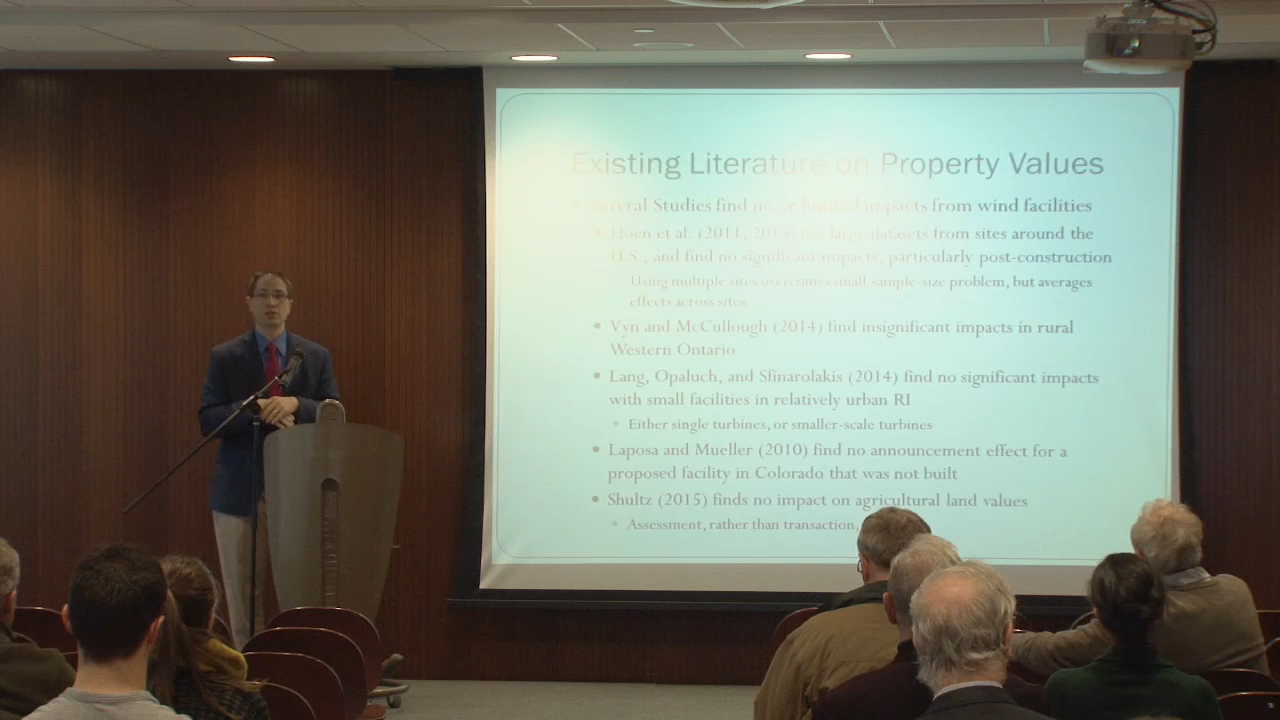 Existing Literature on Property Values
Several Studies find no or limited impacts from wind facilities
Hoen et al. (2011, 2013) use large datasets from sites around the
U.S., and find no significant impacts, particularly post-construction
Using multiple sites overcomes small sample-size problem, but averages
effects across sites
Vyn and McCullough (2014) find insignificant impacts in rural
Western Ontario
Lang, Opaluch, and Sfinarolakis (2014) find no significant impacts
with small facilities in relatively urban RI
Either single turbines, or smaller-scale turbines
Laposa and Mueller (2010) find no announcement effect for a
proposed facility in Colorado that was not built
Shultz (2015) finds no impact on agricultural land values
Assessment, rather than transaction,